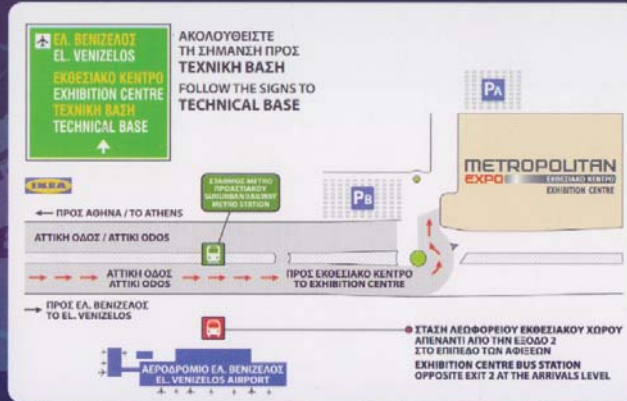 ΕΛ. ΒΕΝΙΖΕΛΟΣ
EL. VENIZELOS
ΕΚΘΕΣΙΑΚΟ ΚΕΝΤΡΟ
EXHIBITION CENTRE
ΤΕΧΝΙΚΗ ΒΑΣΗ
TECHNICAL BASE
ΑΚΟΛΟΥΘΕΙΣΤΕ
ΤΗ ΣΗΜΑΝΣΗ ΠΡΟΣ
ΤΕΧΝΙΚΗ ΒΑΣΗ
FOLLOW THE SIGNS TO
TECHNICAL BASE
PA
METROPOLITAN
EXPO ΕΚΘΕΣΙΑΚΟ ΚΕΝΤΡΟ
EXHIBITION CENTRE
IKEA
ΣΤΑΘΜΟΣ ΜΕΤΡΟ
ΠΡΟΑΣΤΙΑΚΟΥ
SUBURBAN RAILWAY
METRO STATION
PB
ΠΡΟΣ ΑΘΗΝΑ / TO ATHENS
ΑΤΤΙΚΗ ΟΔΟΣ / ATTIKI ODOS
ΑΤΤΙΚΗ ΟΔΟΣ
ATTIKI ODOS
ΠΡΟΣ ΕΚΘΕΣΙΑΚΟ ΚΕΝΤΡΟ
TO EXHIBITION CENTRE
ΠΡΟΣ ΕΛ. ΒΕΝΙΖΕΛΟΣ
TO EL. VENIZELOS
ΑΕΡΟΔΡΟΜΙΟ ΕΛ. ΒΕΝΙΖΕΛΟΣ
EL. VENIZELOS AIRPORT
ΣΤΑΣΗ ΛΕΩΦΟΡΕΙΟΥ ΕΚΘΕΣΙΑΚΟΥ ΧΩΡΟΥ
ΑΠΕΝΑΝΤΙ ΑΠΟ ΤΗΝ ΕΞΟΔΟ 2
ΣΤΟ ΕΠΙΠΕΔΟ ΤΩΝ ΑΦΙΞΕΩΝ
EXHIBITION CENTRE BUS STATION
OPPOSITE EXIT 2 AT THE ARRIVALS LEVEL